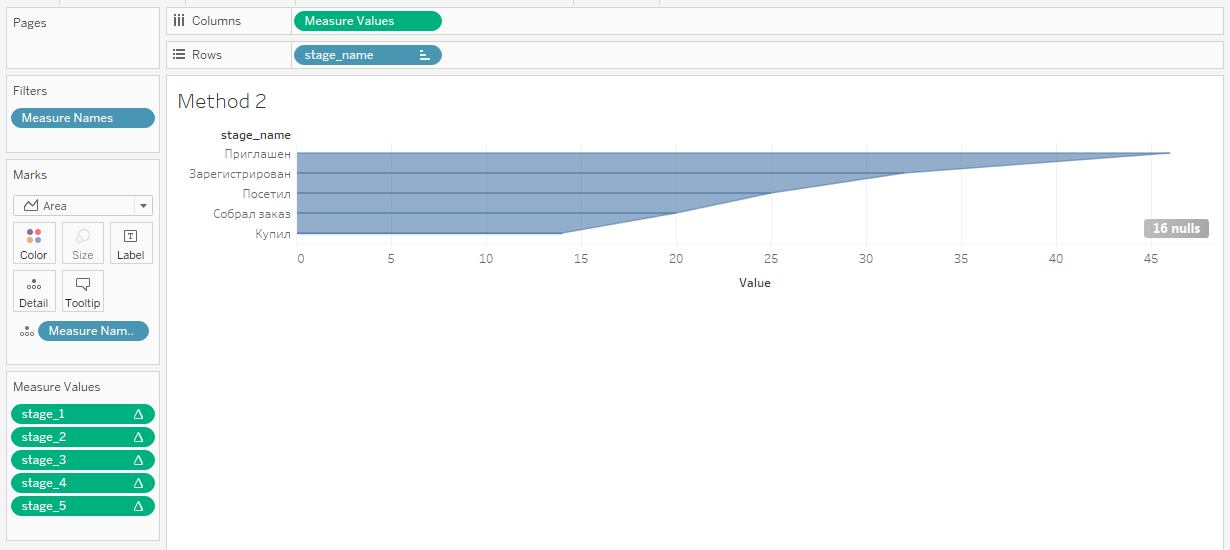 Pages
Columns
Measure Values
Rows
stage_name
Filters
Measure Names
Marks
Area
Color
Size
Label
Detail
Tooltip
Measure Nam..
Measure Values
stage_1
stage_2
stage_3
stage_4
stage_5
Method 2
stage_name
Приглашен
Зарегистрирован
Посетил
Собрал заказ
Купил
16 nulls
0 5 10 15 20 25 30 35 40 45
Value